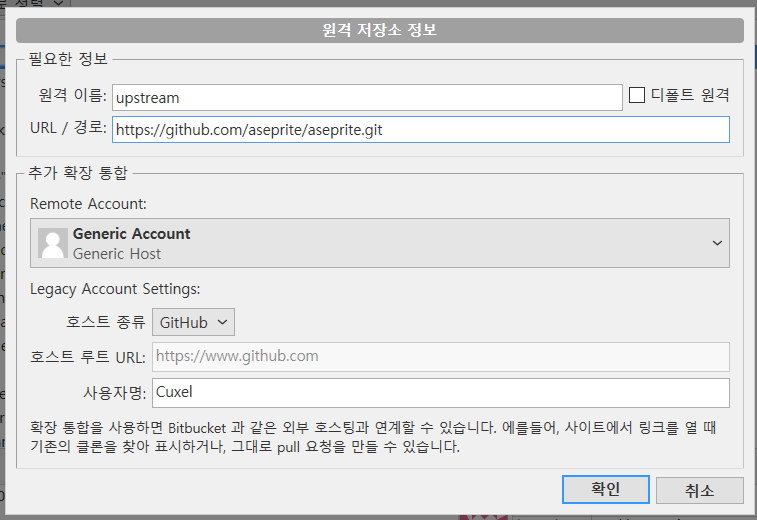 원격 저장소 정보
필요한 정보
원격 이름: upstream 디폴트 원격
URL / 경로: https://github.com/aseprite/aseprite.git
추가 확장 통합
Remote Account:
Generic Account
Generic Host
Legacy Account Settings:
호스트 종류 GitHub
호스트 루트 URL: https://www.github.com
사용자명: Cuxel
확장 통합을 사용하면 Bitbucket 과 같은 외부 호스팅과 연계할 수 있습니다. 예를들어, 사이트에서 링크를 열 때
기존의 클론을 찾아 표시하거나, 그대로 pull 요청을 만들 수 있습니다.
확인 취소